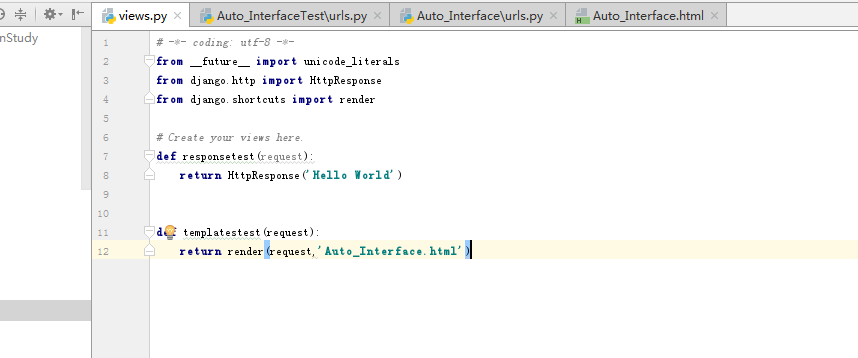 views.py
Auto_InterfaceTest\urls.py
Auto_Interface\urls.py
Auto_Interface.html
nStudy
1 # -*- coding: utf-8 -*-
2 from __future__ import unicode_literals
3 from django.http import HttpResponse
4 from django.shortcuts import render
5
6 # Create your views here.
7 def responsetest(request):
8 return HttpResponse('Hello World')
9
10
11 def templatestest(request):
12 return render(request,'Auto_Interface.html')